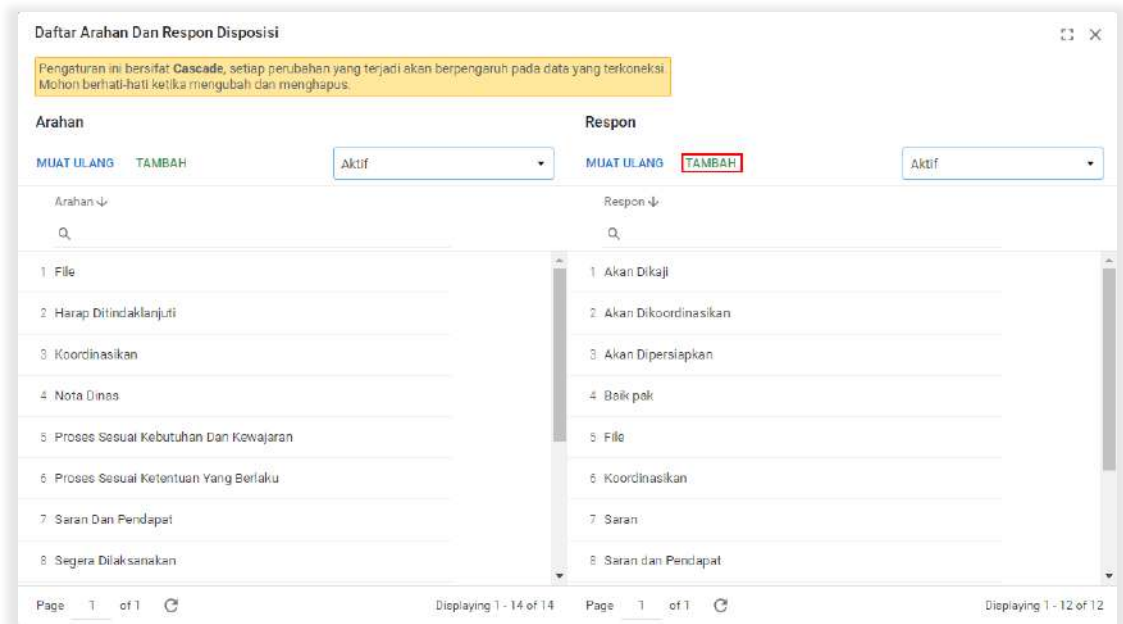 Daftar Arahan Dan Respon Disposisi
Pengaturan ini bersifat Cascade, setiap perubahan yang terjadi akan berpengaruh pada data yang terkoneksi.
Mohon berhati-hati ketika mengubah dan menghapus.
Arahan
MUAT ULANG TAMBAH Aktif
Arahan
1 File
2 Harap Ditindaklanjuti
3 Koordinasikan
4 Nota Dinas
5 Proses Sesuai Kebutuhan Dan Kewajaran
6 Proses Sesuai Ketentuan Yang Berlaku
7 Saran Dan Pendapat
8 Segera Dilaksanakan
Page 1 of 1 Displaying 1 - 14 of 14
Respon
MUAT ULANG TAMBAH Aktif
Respon
1 Akan Dikaji
2 Akan Dikoordinasikan
3 Akan Dipersiapkan
4 Baik pak
5 File
6 Koordinasikan
7 Saran
8 Saran dan Pendapat
Page 1 of 1 Displaying 1 - 12 of 12